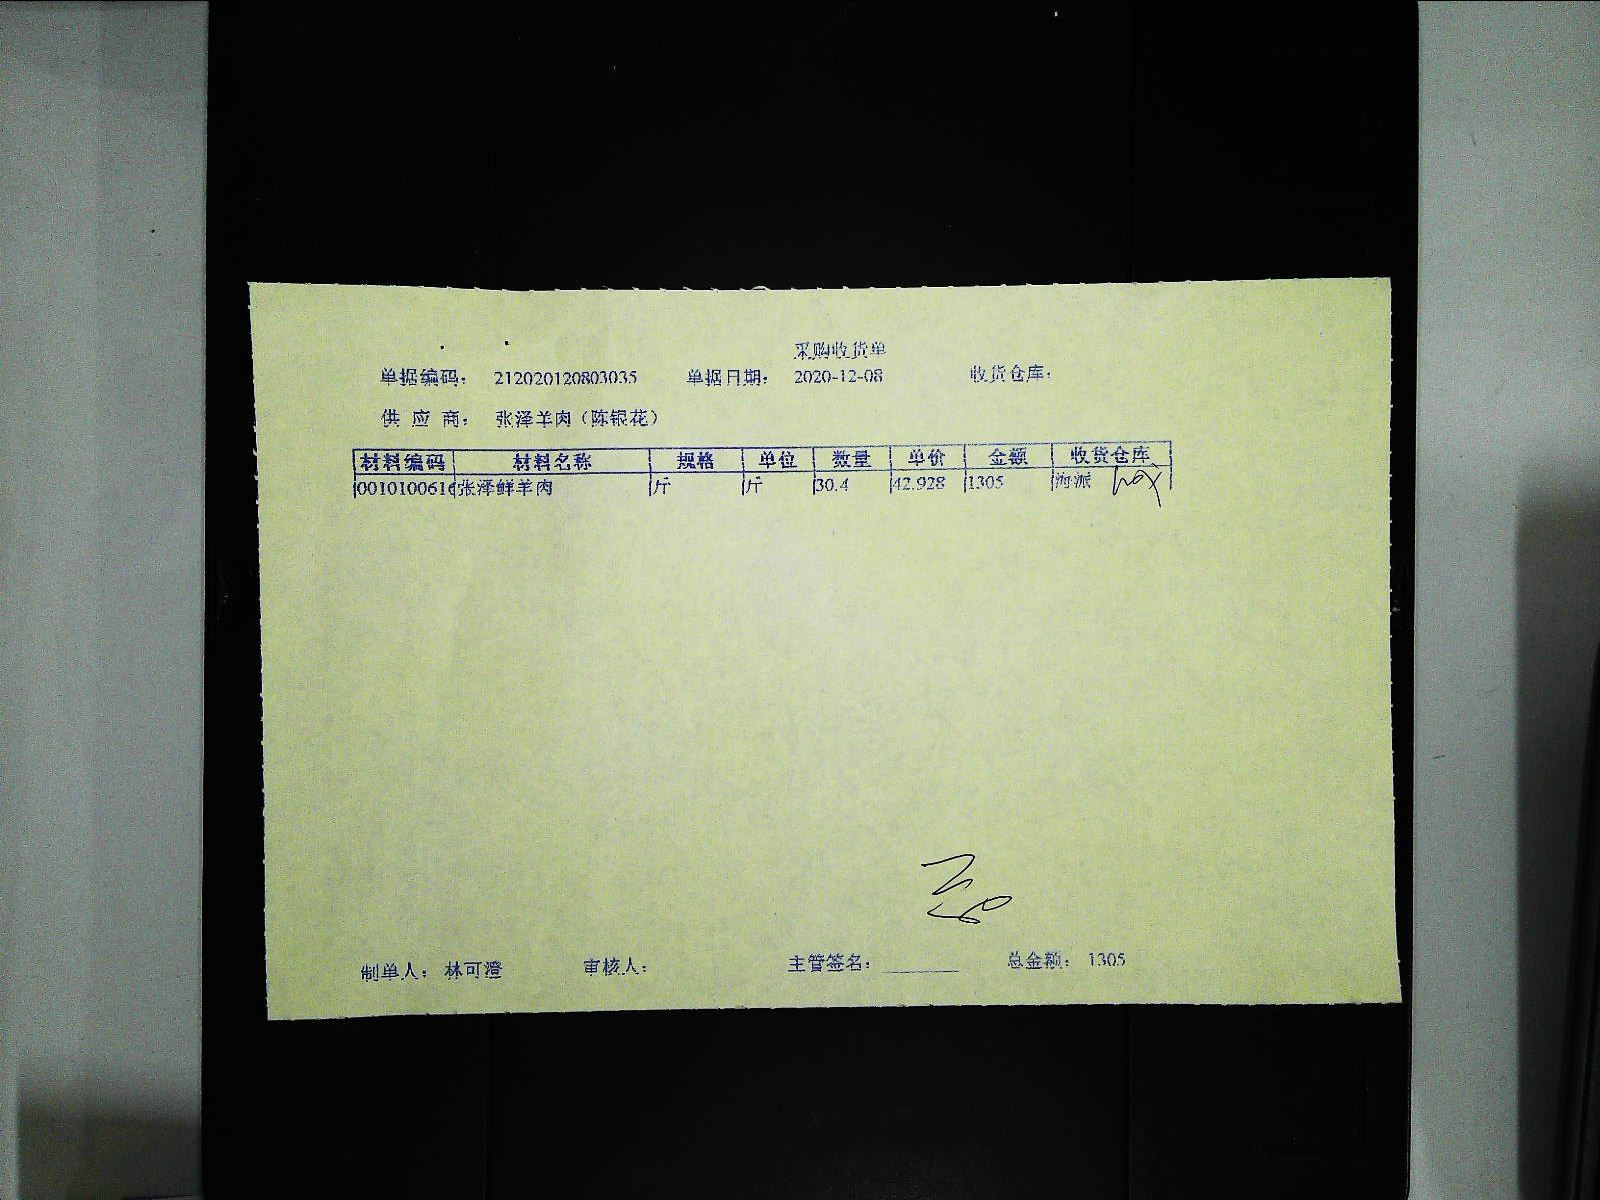 采购收货单
单据编码： 212020120803035 单据日期： 2020-12-08 收货仓库：
供 应 商： 张泽羊肉（陈银花）
材料编码 材料名称 规格 单位 数量 单价 金额 收货仓库
0010100616 张泽鲜羊肉 斤 斤 30.4 42.928 1305 海派
制单人： 林可澄 审核人： 主管签名： 总金额： 1305